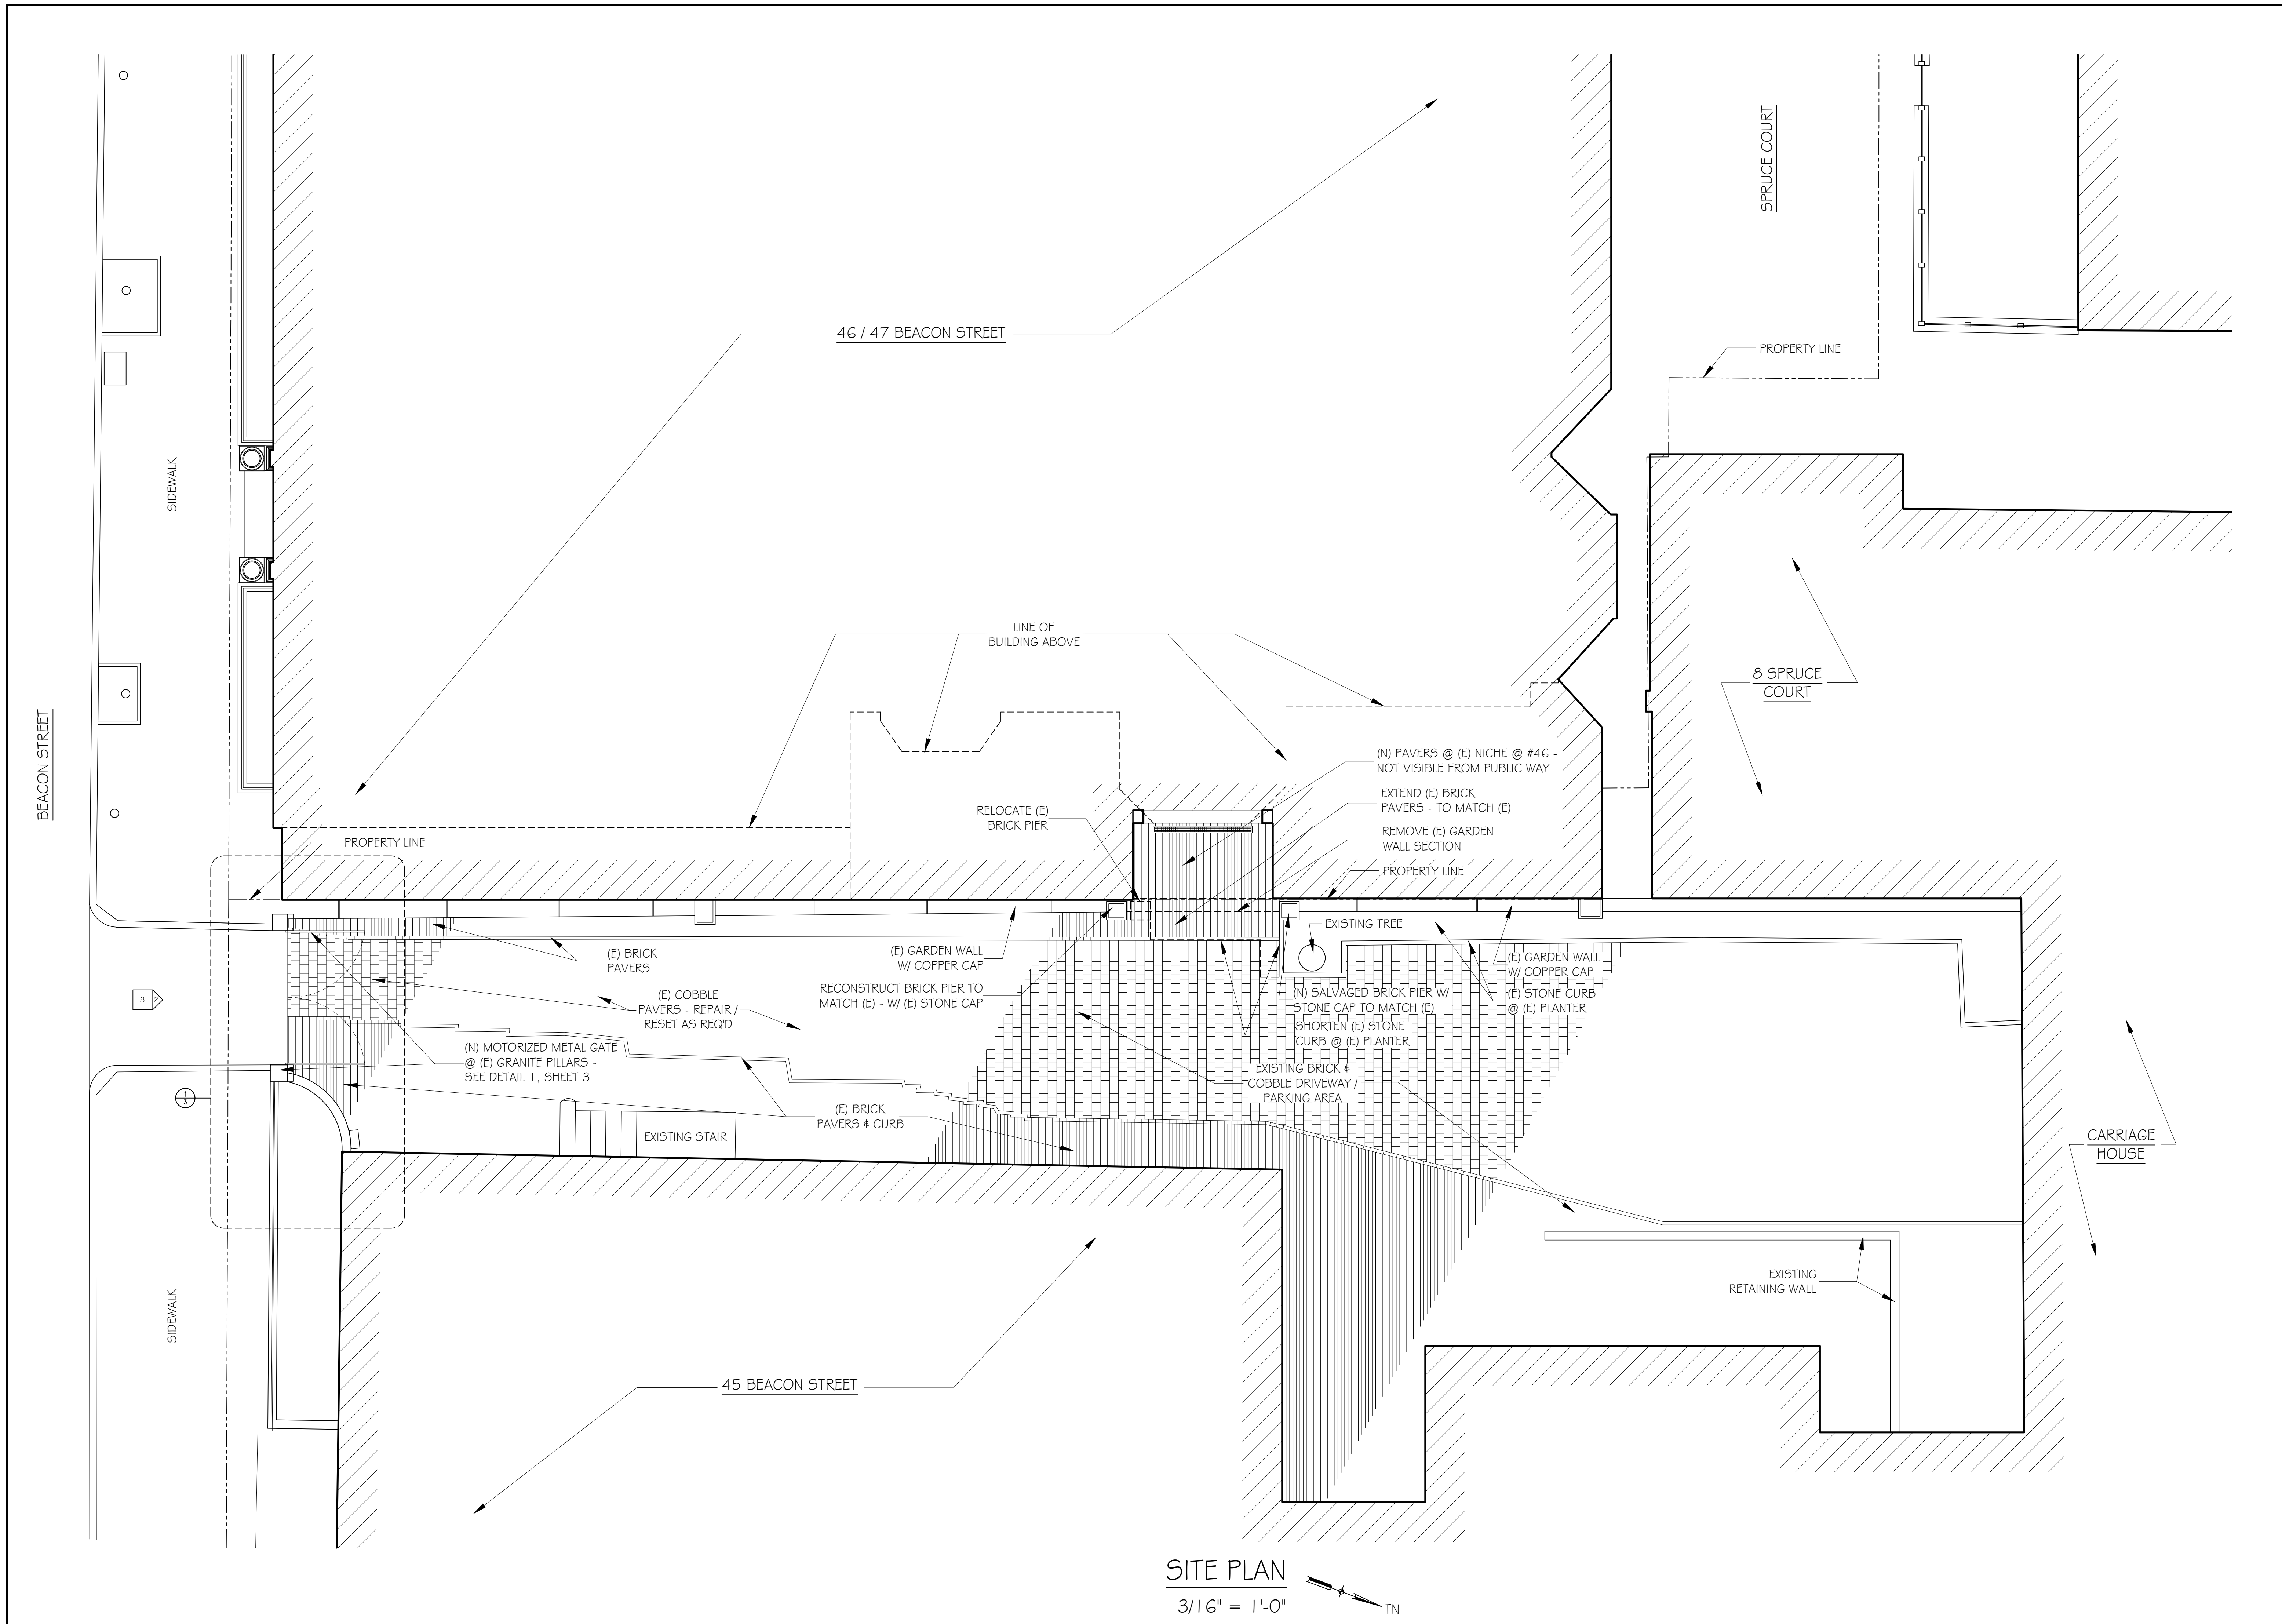 SPRUCE COURT
46 / 47 BEACON STREET
PROPERTY LINE
SIDEWALK
LINE OF
BUILDING ABOVE
8 SPRUCE
COURT
BEACON STREET
(N) PAVERS @ (E) NICHE @ #46 -
NOT VISIBLE FROM PUBLIC WAY
EXTEND (E) BRICK
PAVERS - TO MATCH (E)
RELOCATE (E)
BRICK PIER
REMOVE (E) GARDEN
WALL SECTION
PROPERTY LINE
PROPERTY LINE
EXISTING TREE
(E) BRICK
PAVERS
(E) GARDEN WALL
W/ COPPER CAP
(E) GARDEN WALL
W/ COPPER CAP
RECONSTRUCT BRICK PIER TO
MATCH (E) - W/ (E) STONE CAP
(E) COBBLE
PAVERS - REPAIR /
RESET AS REQ'D
(N) SALVAGED BRICK PIER W/
STONE CAP TO MATCH (E)
(E) STONE CURB
@ (E) PLANTER
3 2
SHORTEN (E) STONE
CURB @ (E) PLANTER
(N) MOTORIZED METAL GATE
@ (E) GRANITE PILLARS -
SEE DETAIL 1, SHEET 3
EXISTING BRICK &
COBBLE DRIVEWAY /
PARKING AREA
1
3
(E) BRICK
PAVERS & CURB
EXISTING STAIR
CARRIAGE
HOUSE
EXISTING
RETAINING WALL
SIDEWALK
45 BEACON STREET
SITE PLAN
3/16" = 1'-0"
TN